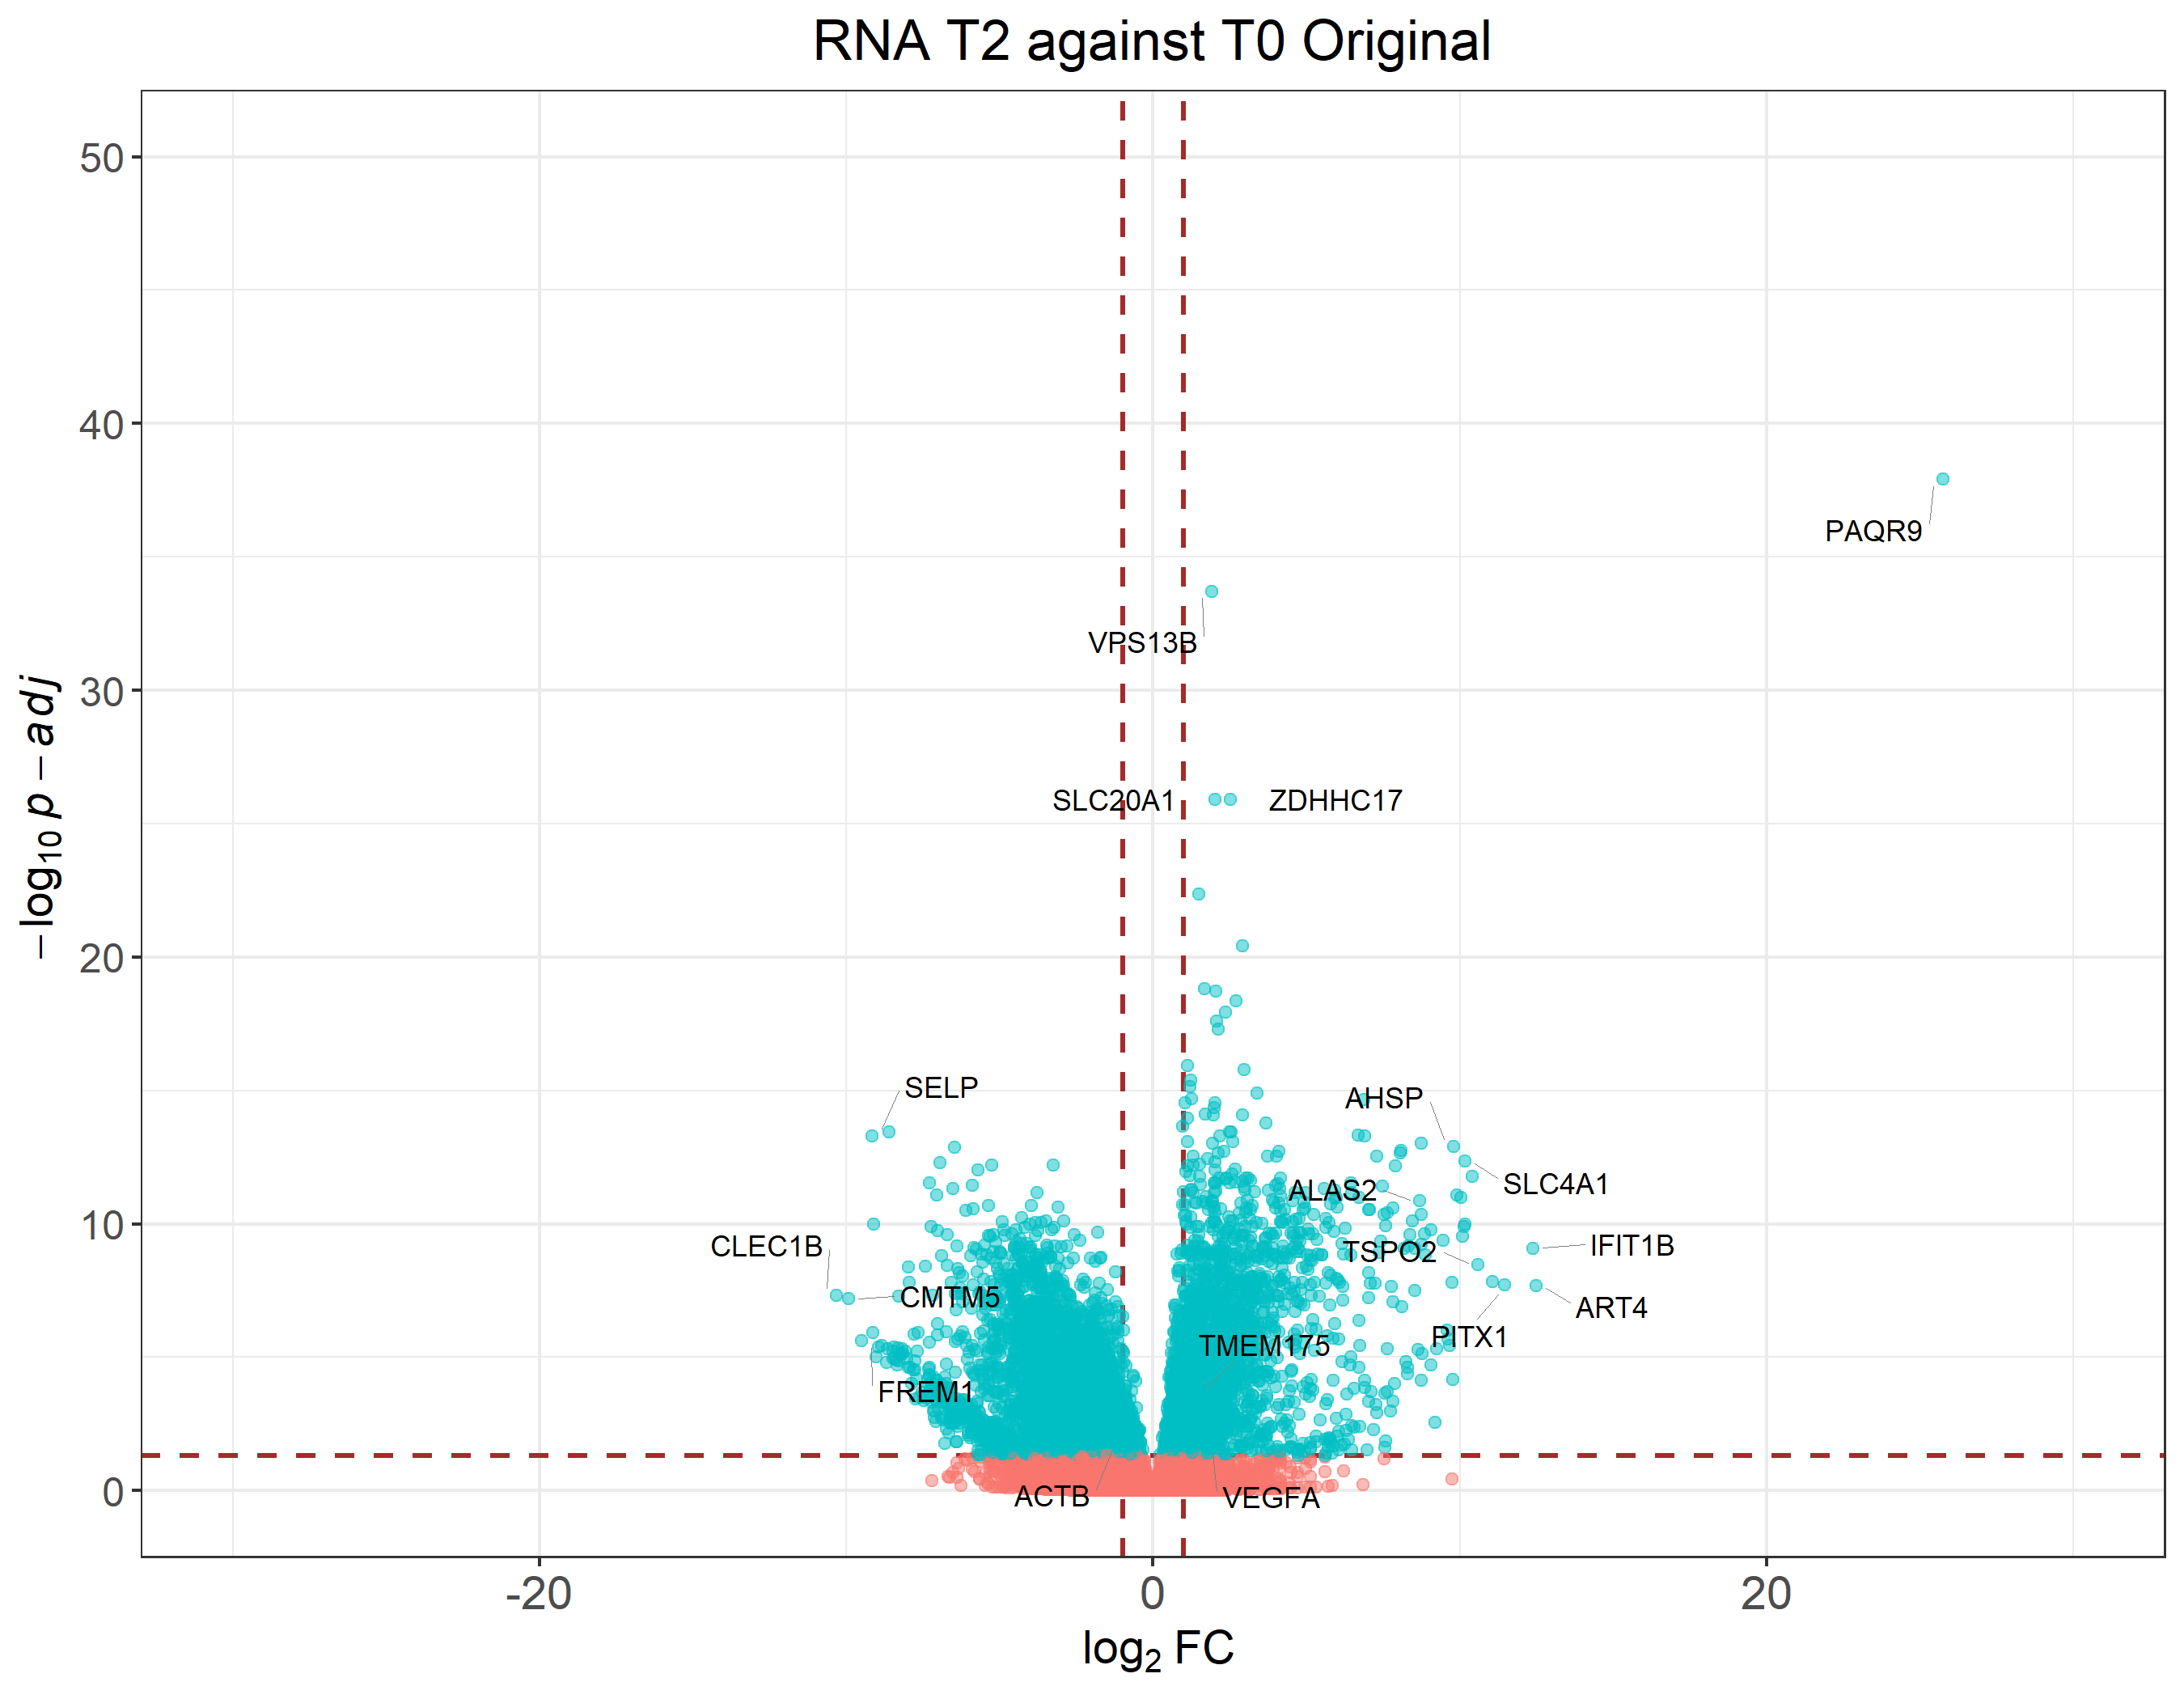 RNA T2 against T0 Original
50
40
30
20
10
0
−log10 p − adj
PAQR9
VPS13B
SLC20A1
ZDHHC17
SELP
AHSP
SLC4A1
ALAS2
CLEC1B
TSPO2
IFIT1B
CMTM5
ART4
PITX1
TMEM175
FREM1
ACTB
VEGFA
-20
0
20
log2 FC